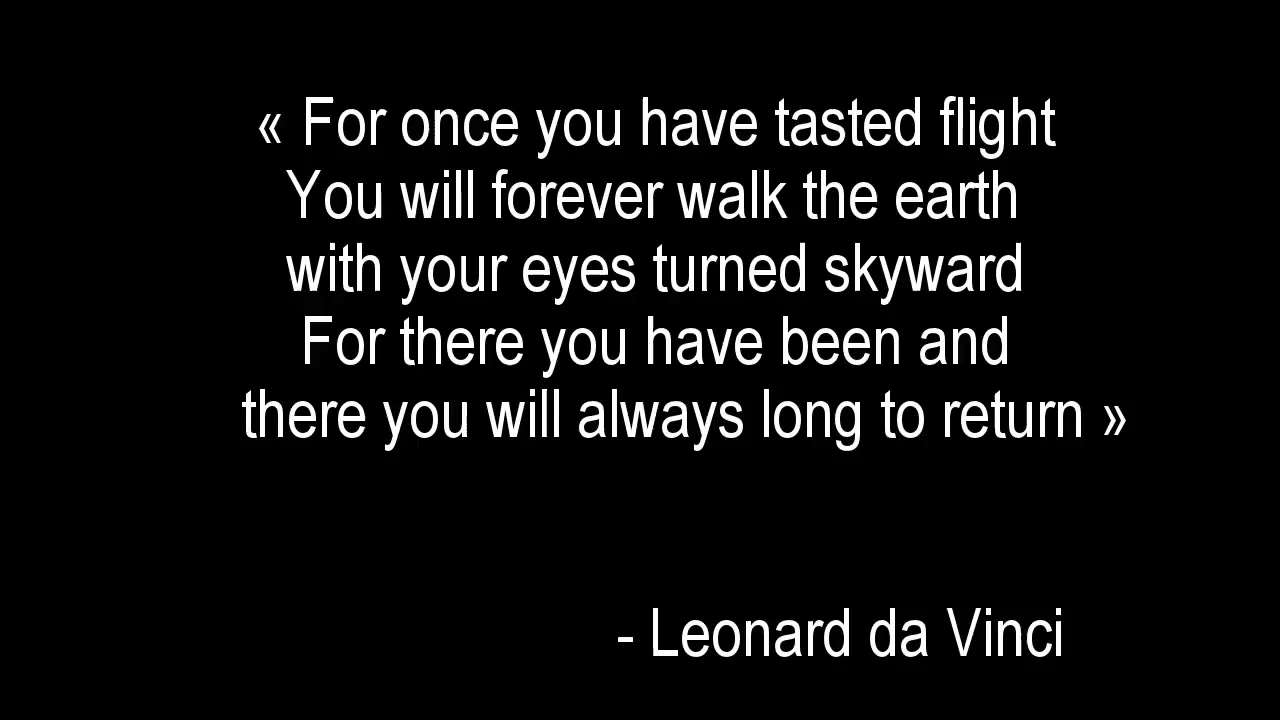 « For once you have tasted flight
You will forever walk the earth
with your eyes turned skyward
For there you have been and
there you will always long to return »
- Leonard da Vinci